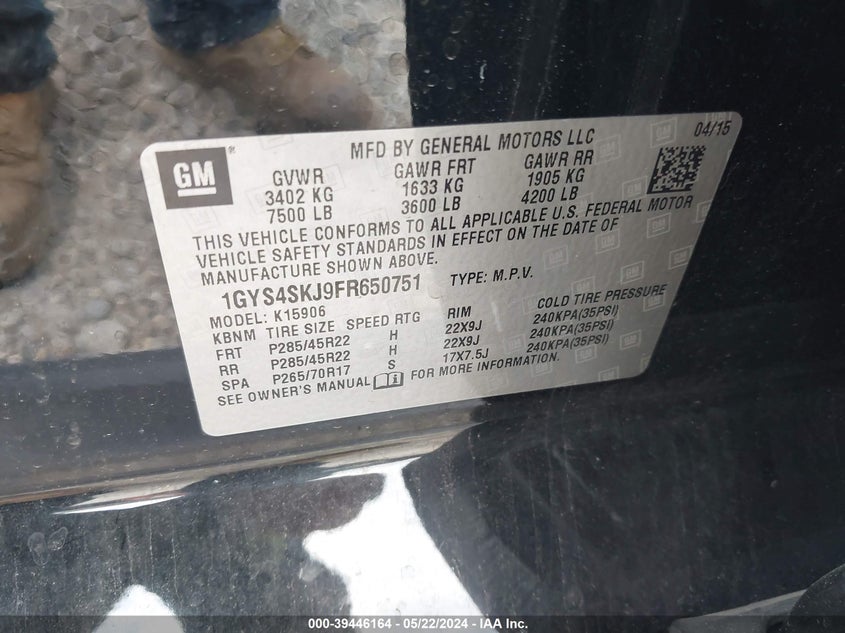 04/15
MFD BY GENERAL MOTORS LLC
GM®
GVWR GAWR FRT GAWR RR
3402 KG 1633 KG 1905 KG
7500 LB 3600 LB 4200 LB
THIS VEHICLE CONFORMS TO ALL APPLICABLE U.S. FEDERAL MOTOR
VEHICLE SAFETY STANDARDS IN EFFECT ON THE DATE OF
MANUFACTURE SHOWN ABOVE.
1GYS4SKJ9FR650751 TYPE: M.P.V.
MODEL: K15906
KBNM TIRE SIZE SPEED RTG RIM COLD TIRE PRESSURE
FRT P285/45R22 H 22X9J 240KPA(35PSI)
RR P285/45R22 H 22X9J 240KPA(35PSI)
SPA P265/70R17 S 17X7.5J 240KPA(35PSI)
SEE OWNER'S MANUAL FOR MORE INFORMATION.
000-39446164 - 05/22/2024 - IAA Inc.